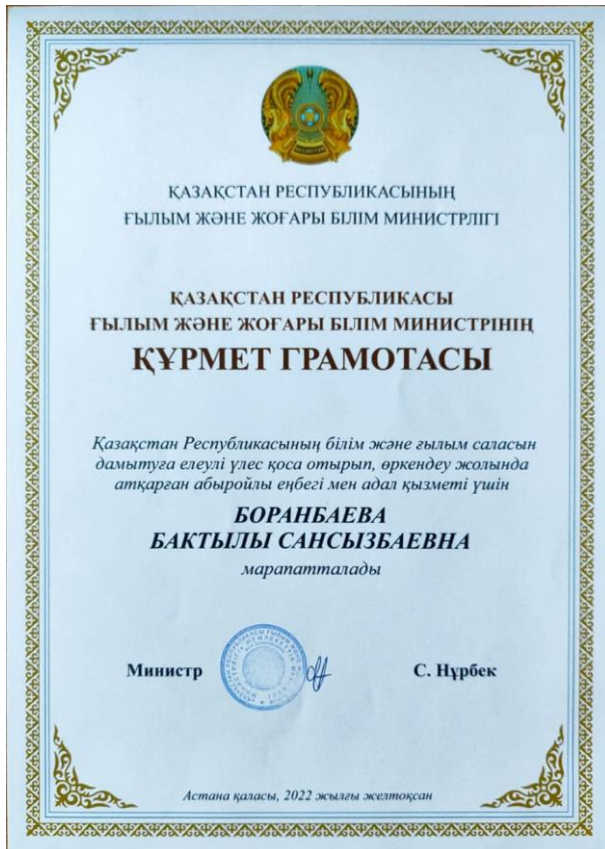 ҚАЗАҚСТАН
ҚАЗАҚСТАН РЕСПУБЛИКАСЫНЫҢ
ҒЫЛЫМ ЖӘНЕ ЖОҒАРЫ БІЛІМ МИНИСТРЛІГІ
ҚАЗАҚСТАН РЕСПУБЛИКАСЫ
ҒЫЛЫМ ЖӘНЕ ЖОҒАРЫ БІЛІМ МИНИСТРІНІҢ
ҚҰРМЕТ ГРАМОТАСЫ
Қазақстан Республикасының білім және ғылым саласын
дамытуға елеулі үлес қоса отырып, өркендеу жолында
атқарған абыройлы еңбегі мен адал қызметі үшін
БОРАНБАЕВА
БАКТЫЛЫ САНСЫЗБАЕВНА
марапатталады
Министр С. Нұрбек
Астана қаласы, 2022 жылғы желтоқсан